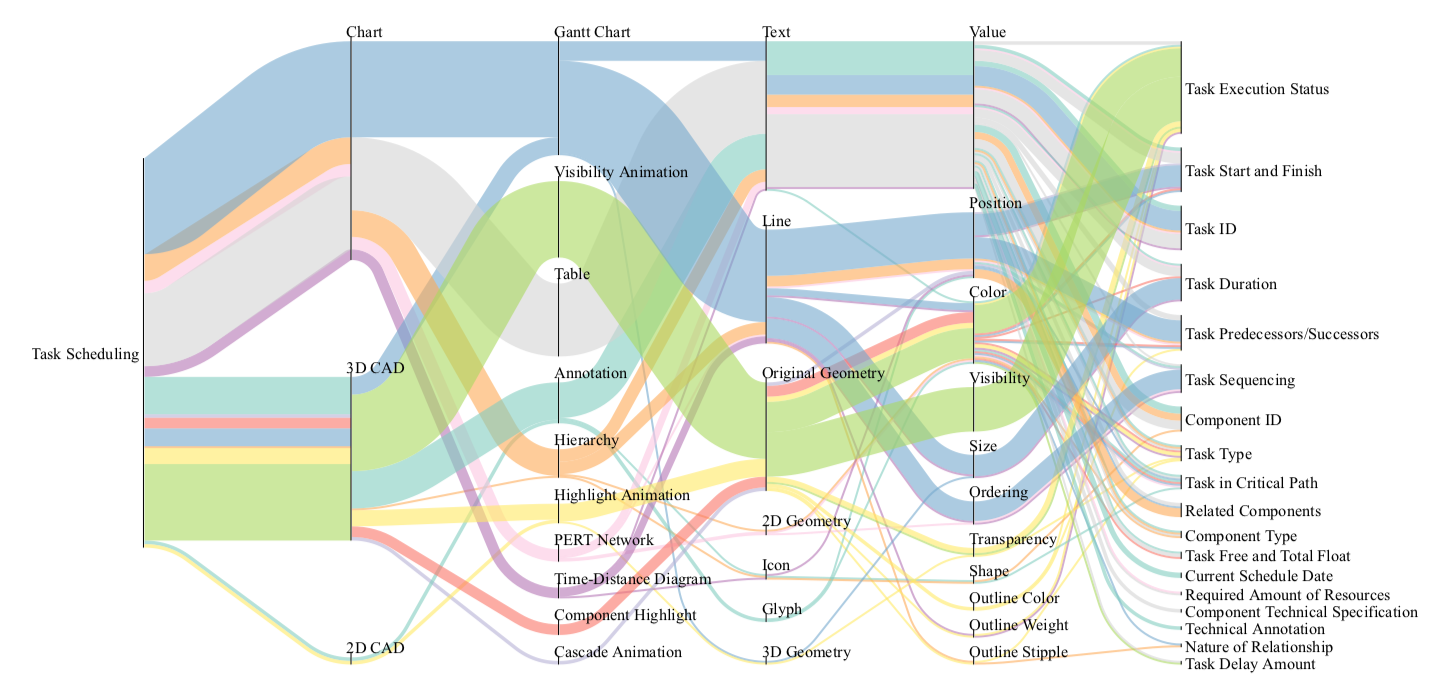 Task Scheduling
Chart
3D CAD
2D CAD
Gantt Chart
Visibility Animation
Table
Annotation
Hierarchy
Highlight Animation
PERT Network
Time-Distance Diagram
Component Highlight
Cascade Animation
Text
Line
Original Geometry
2D Geometry
Icon
Glyph
3D Geometry
Value
Position
Color
Visibility
Size
Ordering
Transparency
Shape
Outline Color
Outline Weight
Outline Stipple
Task Execution Status
Task Start and Finish
Task ID
Task Duration
Task Predecessors/Successors
Task Sequencing
Component ID
Task Type
Task in Critical Path
Related Components
Component Type
Task Free and Total Float
Current Schedule Date
Required Amount of Resources
Component Technical Specification
Technical Annotation
Nature of Relationship
Task Delay Amount